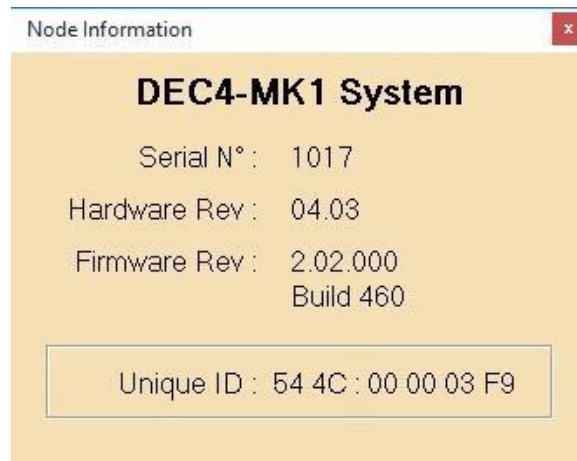 Node Information
x
DEC4-MK1 System
Serial N° : 1017
Hardware Rev : 04.03
Firmware Rev : 2.02.000
Build 460
Unique ID : 54 4C : 00 00 03 F9